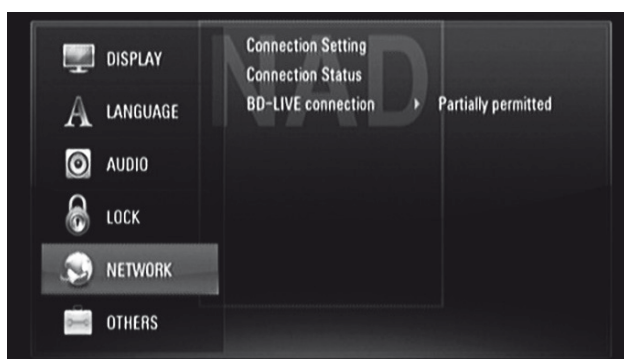 NAD
DISPLAY
LANGUAGE
AUDIO
LOCK
NETWORK
OTHERS
Connection Setting
Connection Status
BD-LIVE connection Partially permitted